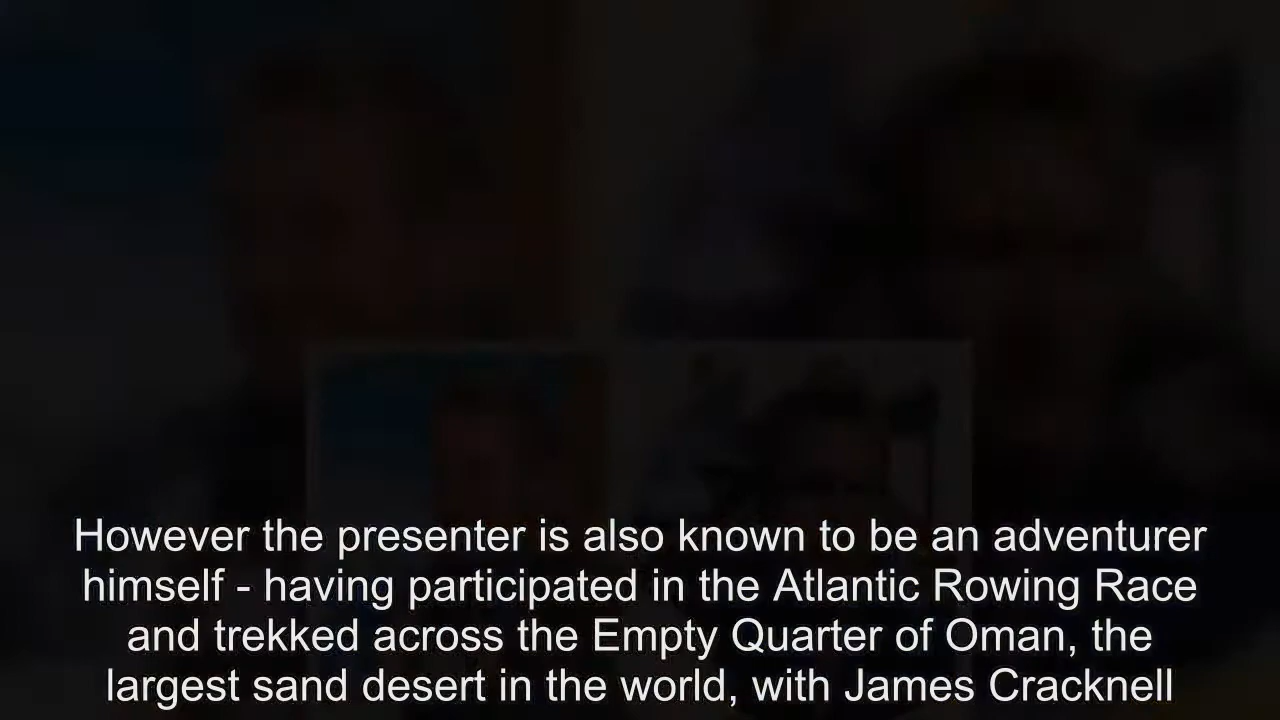 However the presenter is also known to be an adventurer
himself - having participated in the Atlantic Rowing Race
and trekked across the Empty Quarter of Oman, the
largest sand desert in the world, with James Cracknell